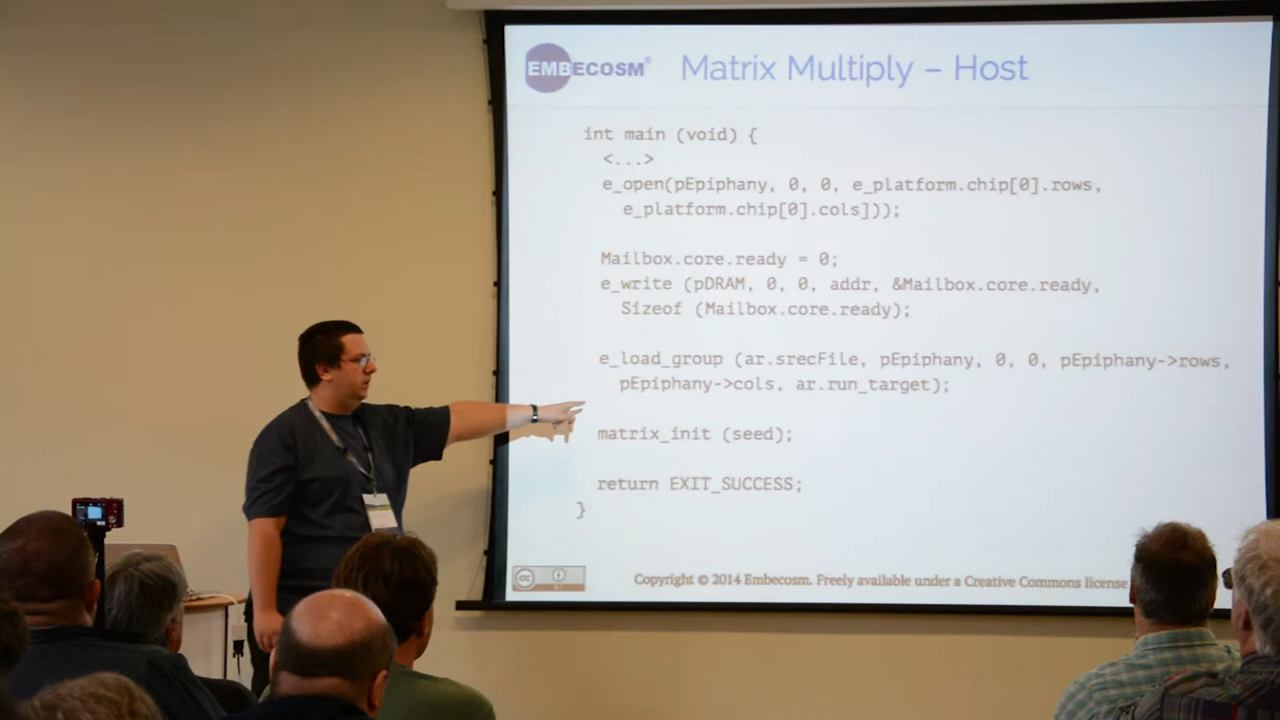 EMBECOSM®
Matrix Multiply – Host
int main (void) {
<...>
e_open(pEpiphany, 0, 0, e_platform.chip[0].rows,
e_platform.chip[0].cols]));
Mailbox.core.ready = 0;
e_write (pDRAM, 0, 0, addr, &Mailbox.core.ready,
Sizeof (Mailbox.core.ready);
e_load_group (ar.srecFile, pEpiphany, 0, 0, pEpiphany->rows,
pEpiphany->cols, ar.run_target);
matrix_init (seed);
return EXIT_SUCCESS;
}
cc
Copyright © 2014 Embecosm. Freely available under a Creative Commons license